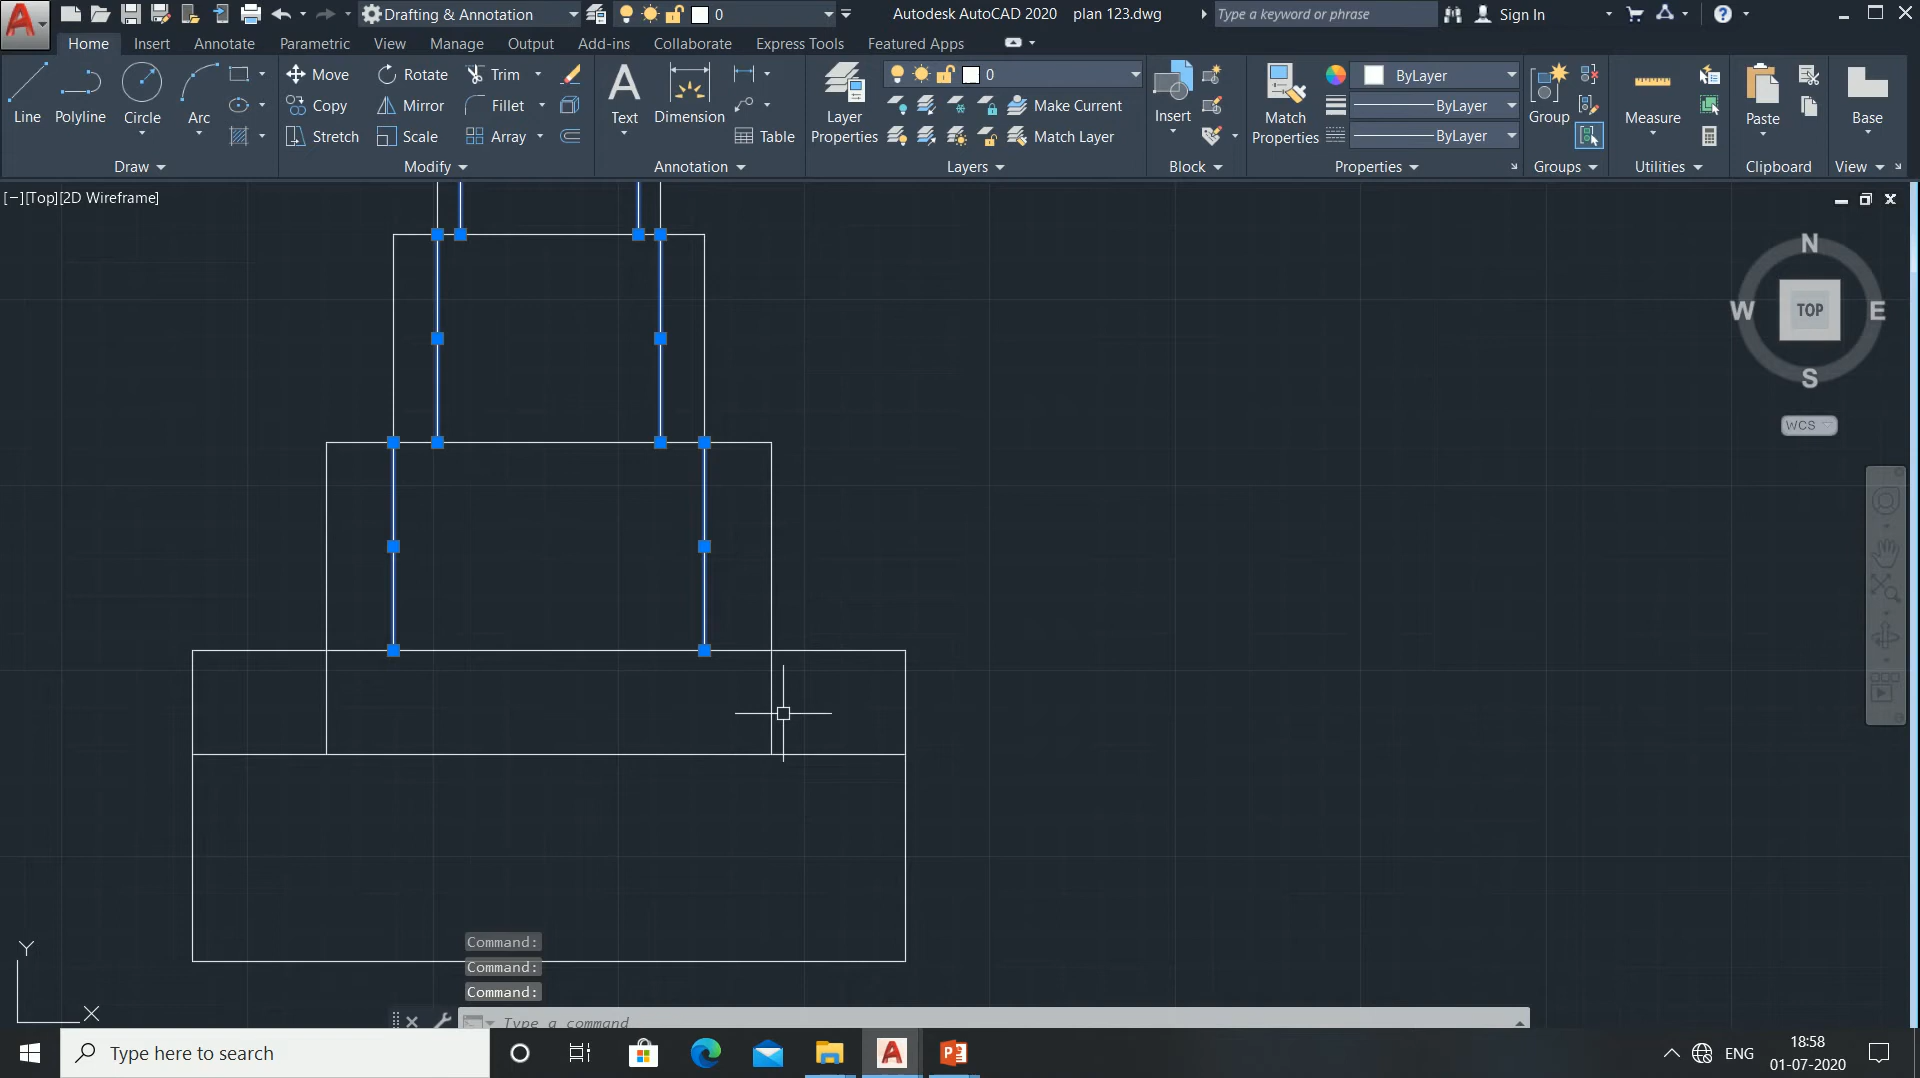 Drafting & Annotation
0
Autodesk AutoCAD 2020 plan 123.dwg
Type a keyword or phrase
Sign In
Home Insert Annotate Parametric View Manage Output Add-ins Collaborate Express Tools Featured Apps
Line
Polyline
Circle
Arc
Draw
Move
Rotate
Trim
Copy
Mirror
Fillet
Stretch
Scale
Array
Modify
Text
Dimension
Table
Annotation
Layer
Properties
0
Make Current
Match Layer
Layers
Insert
Block
Match
Properties
ByLayer
ByLayer
ByLayer
Properties
Group
Groups
Measure
Utilities
Paste
Clipboard
Base
View
[−][Top][2D Wireframe]
N
W
TOP
E
S
WCS
Y
X
Command:
Command:
Command:
Type a command
Type here to search
ENG
18:58
01-07-2020